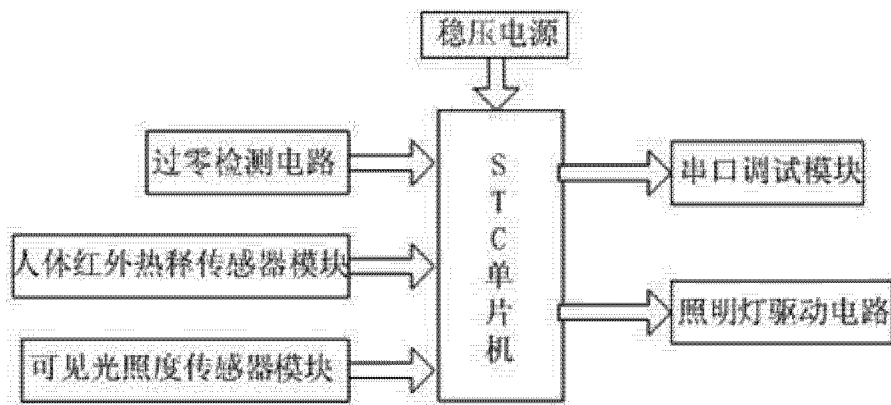 稳压电源
过零检测电路
人体红外热释传感器模块
可见光照度传感器模块
STC单片机
串口调试模块
照明灯驱动电路